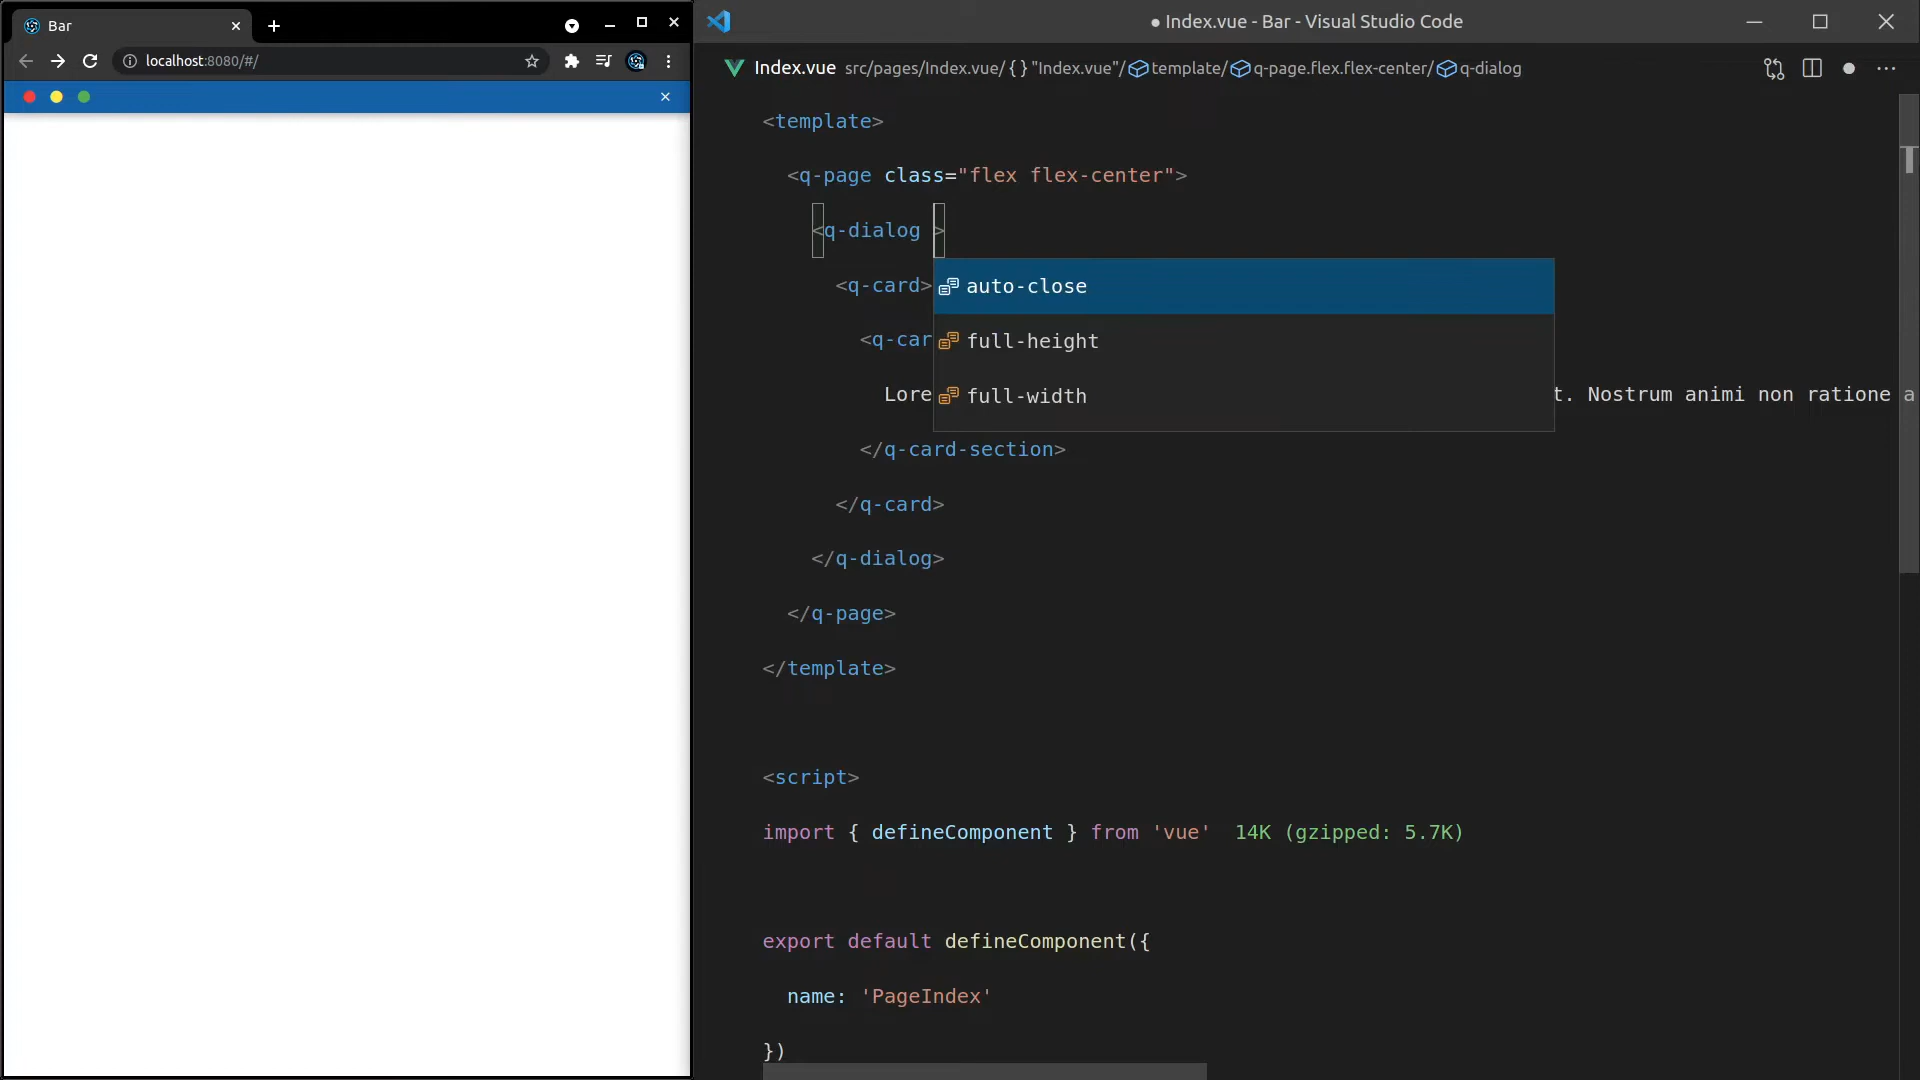 Bar
localhost:8080/#/
● Index.vue - Bar - Visual Studio Code
Index.vue src/pages/Index.vue/ {} "Index.vue"/ template/ q-page.flex.flex-center/ q-dialog
<template>
<q-page class="flex flex-center">
<q-dialog >
auto-close
full-height
full-width
<q-card>
<q-car
Lore t. Nostrum animi non ratione a
</q-card-section>
</q-card>
</q-dialog>
</q-page>
</template>
<script>
import { defineComponent } from 'vue' 14K (gzipped: 5.7K)
export default defineComponent({
name: 'PageIndex'
})